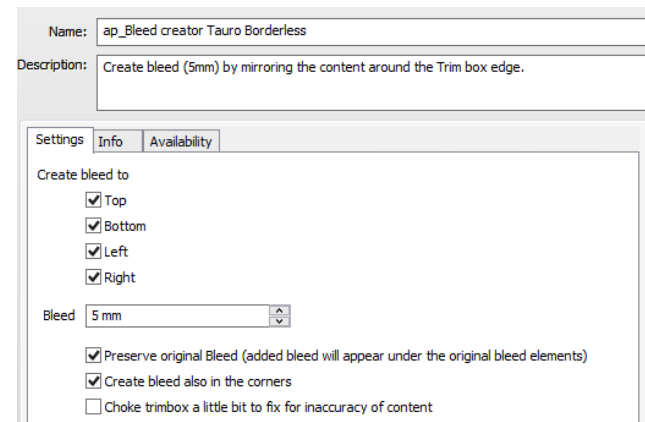 Name: ap_Bleed creator Tauro Borderless
Description: Create bleed (5mm) by mirroring the content around the Trim box edge.
Settings Info Availability
Create bleed to
Top
Bottom
Left
Right
Bleed 5 mm
Preserve original Bleed (added bleed will appear under the original bleed elements)
Create bleed also in the corners
Choke trimbox a little bit to fix for inaccuracy of content